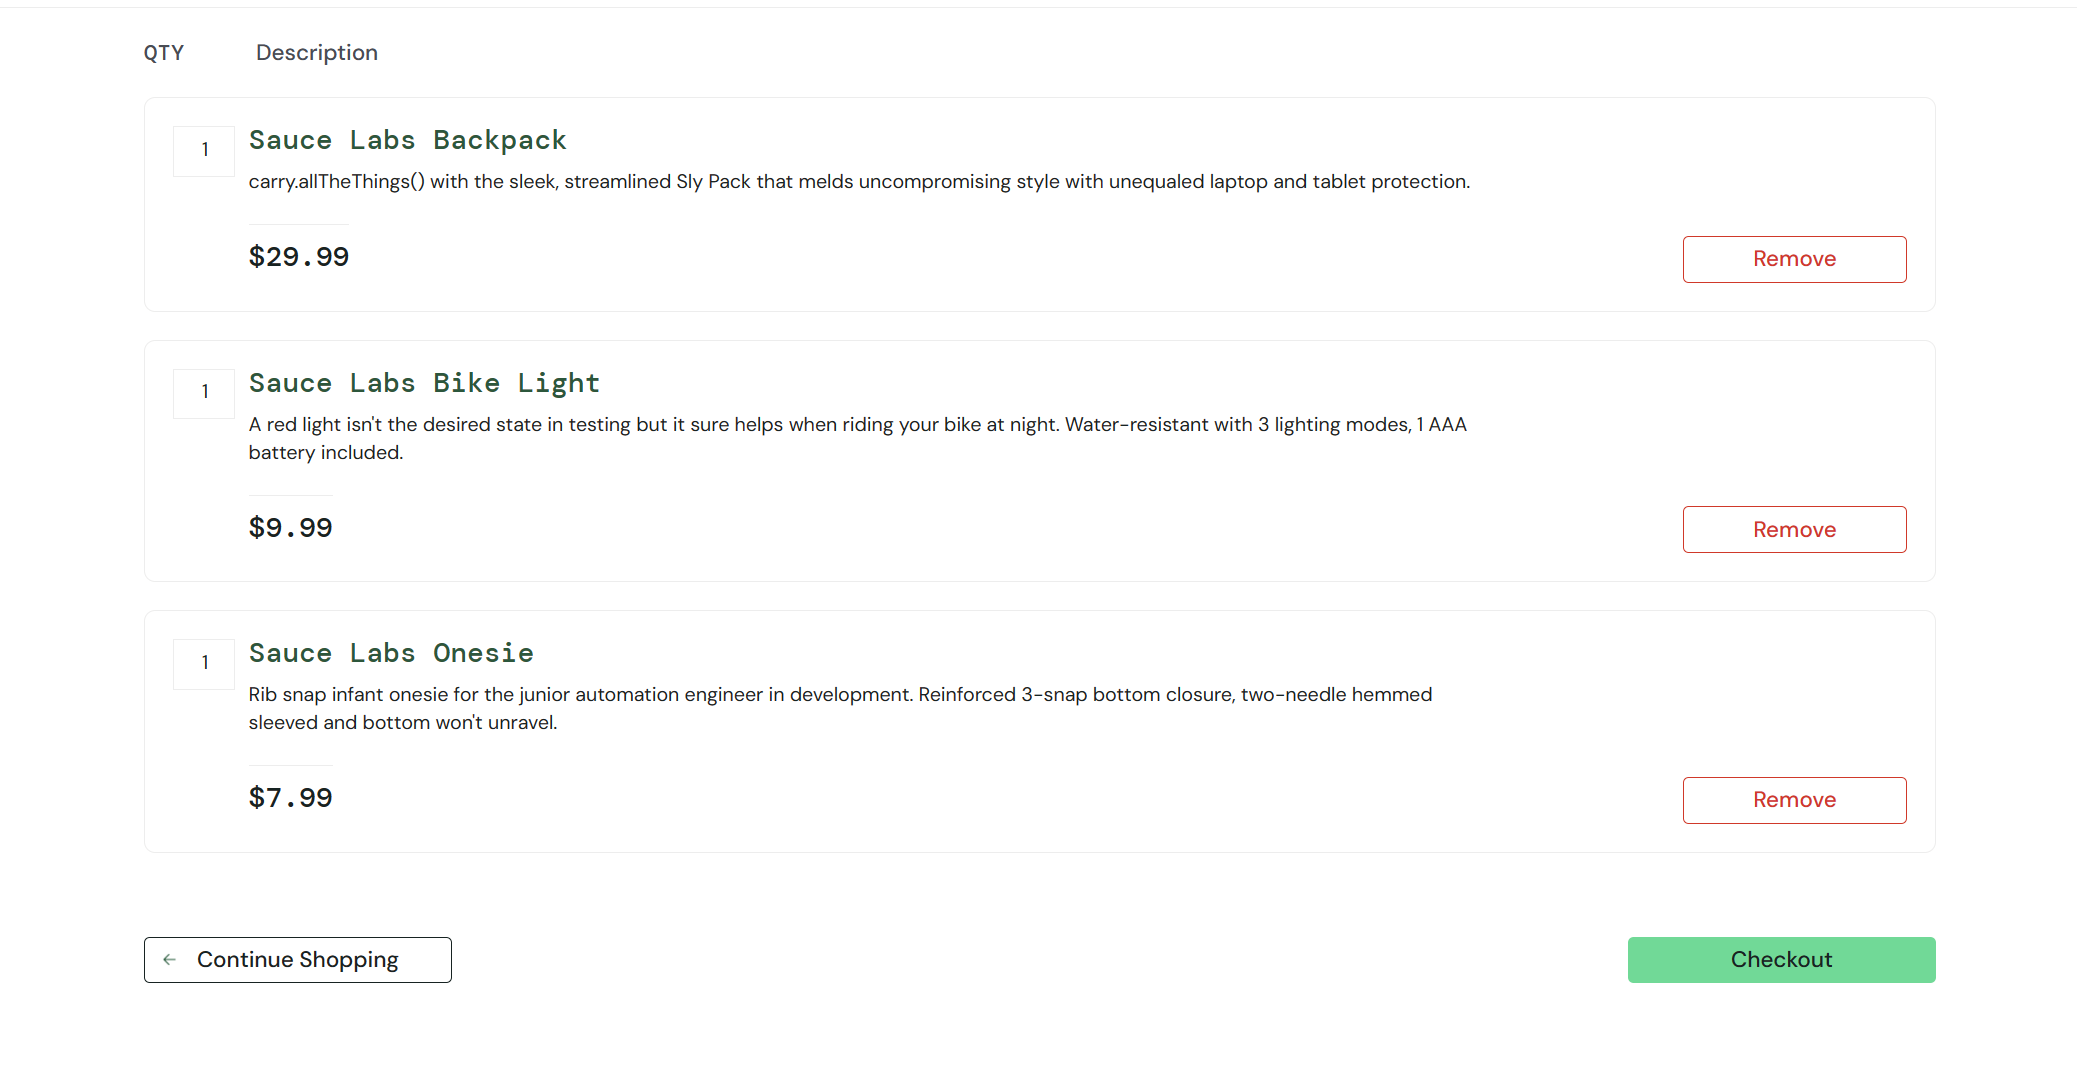 QTY Description
1 Sauce Labs Backpack
carry.allTheThings() with the sleek, streamlined Sly Pack that melds uncompromising style with unequaled laptop and tablet protection.
$29.99 Remove
1 Sauce Labs Bike Light
A red light isn't the desired state in testing but it sure helps when riding your bike at night. Water-resistant with 3 lighting modes, 1 AAA
battery included.
$9.99 Remove
1 Sauce Labs Onesie
Rib snap infant onesie for the junior automation engineer in development. Reinforced 3-snap bottom closure, two-needle hemmed
sleeved and bottom won't unravel.
$7.99 Remove
Continue Shopping Checkout